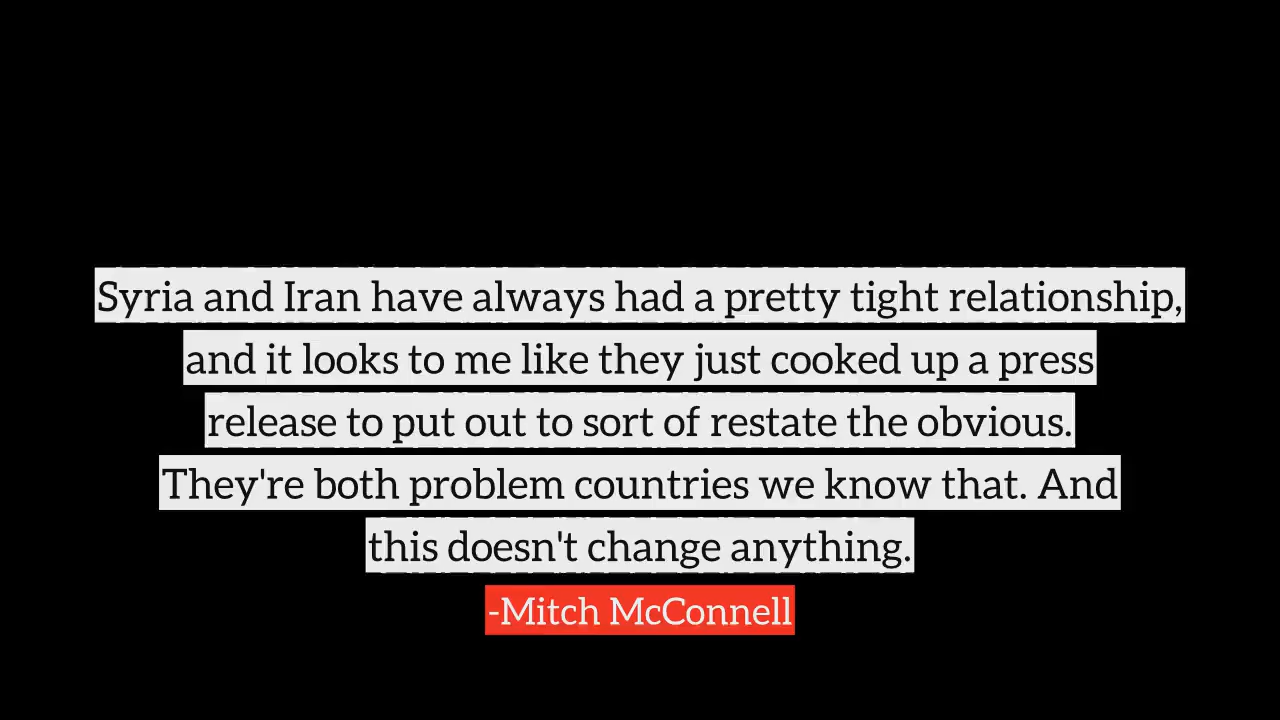 Syria and Iran have always had a pretty tight relationship,
and it looks to me like they just cooked up a press
release to put out to sort of restate the obvious.
They're both problem countries we know that. And
this doesn't change anything.
-Mitch McConnell